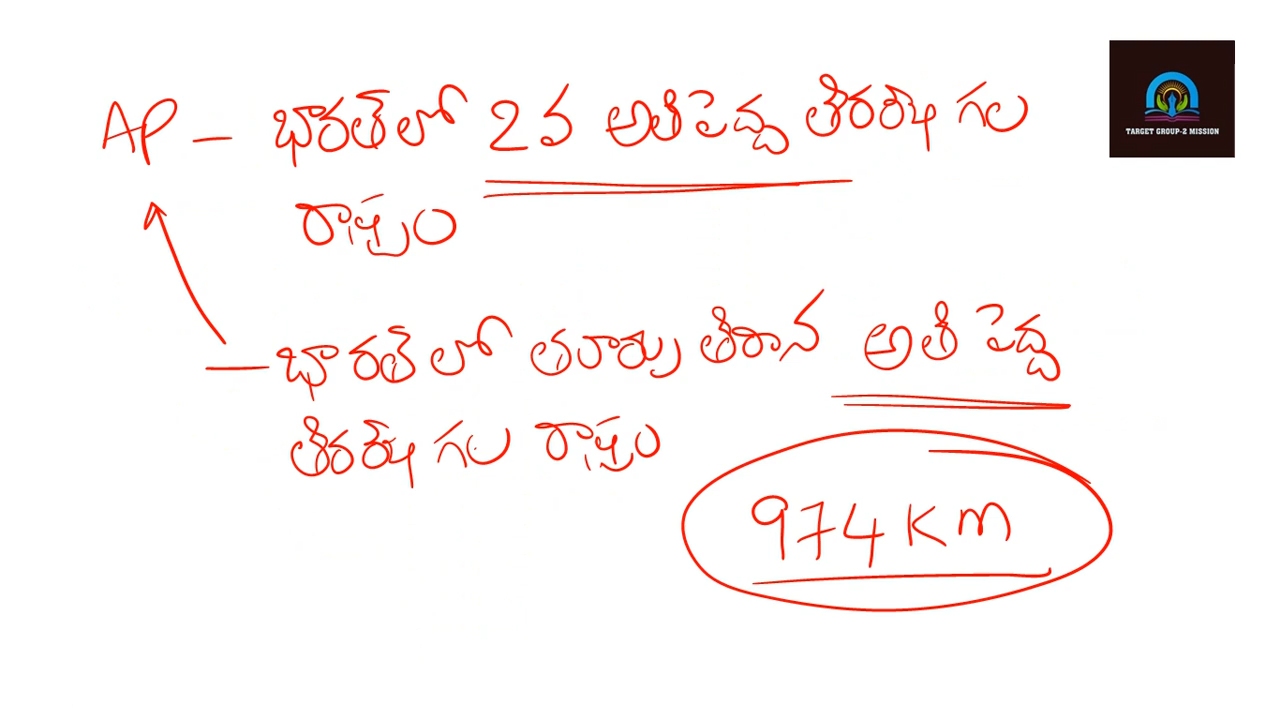 AP - భారత్ లో 2వ అతిపెద్ద తీరరేఖ గల
TARGET GROUP-2 MISSION
రాష్ట్రం
- భారత్ లో తూర్పు తీరాన అతి పెద్ద
తీరరేఖ గల రాష్ట్రం
974 KM